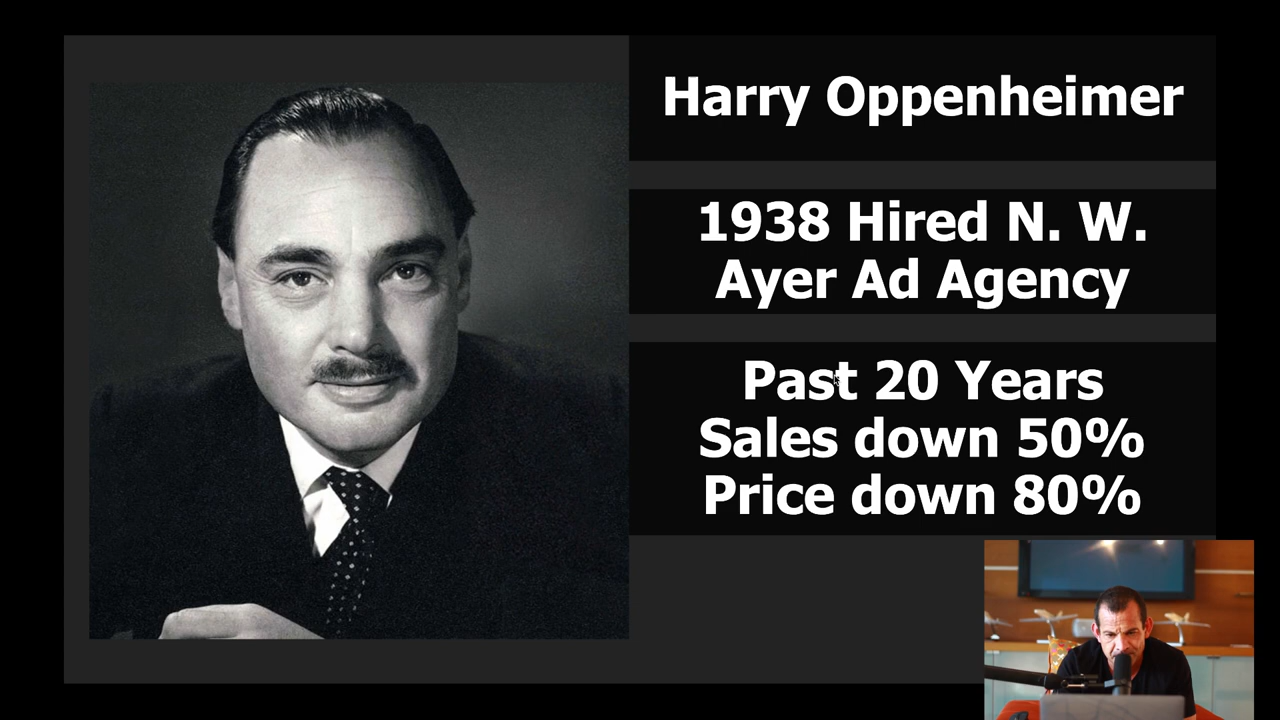 Harry Oppenheimer
1938 Hired N. W.
Ayer Ad Agency
Past 20 Years
Sales down 50%
Price down 80%